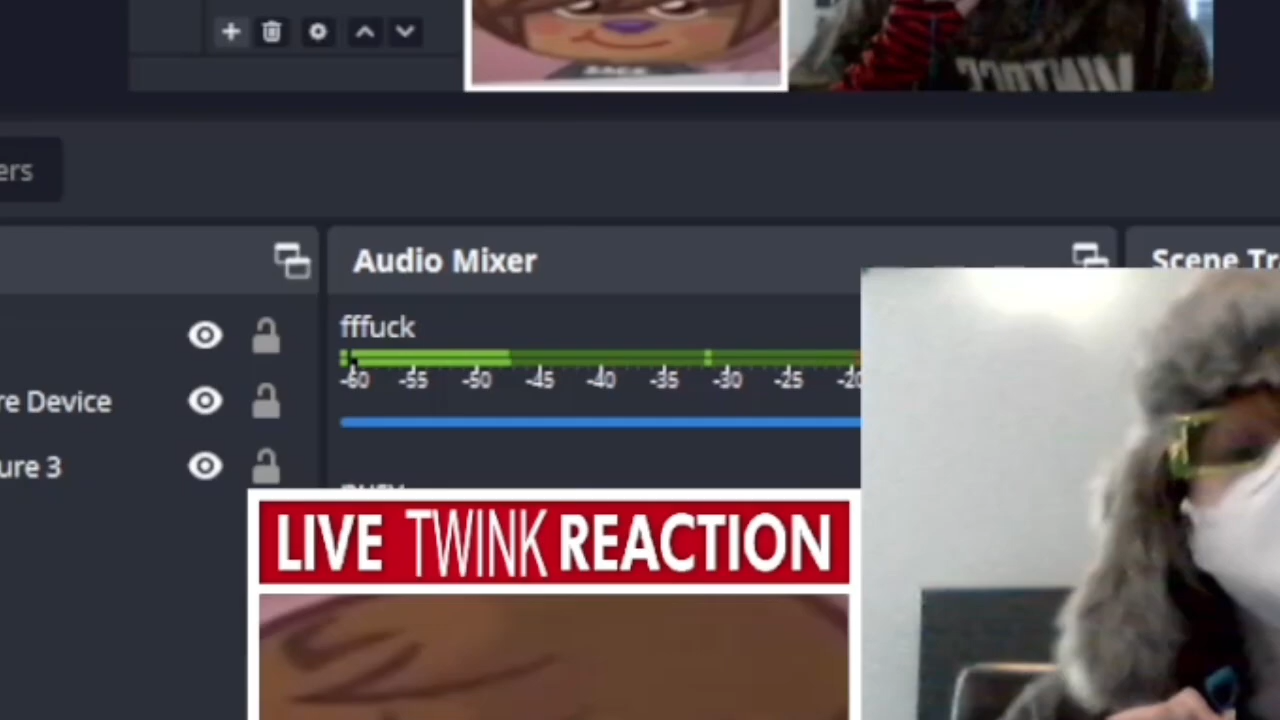 ers
Audio Mixer
Scene Tr
fffuck
-60 -55 -50 -45 -40 -35 -30 -25 -20
re Device
ure 3
LIVE TWINK REACTION